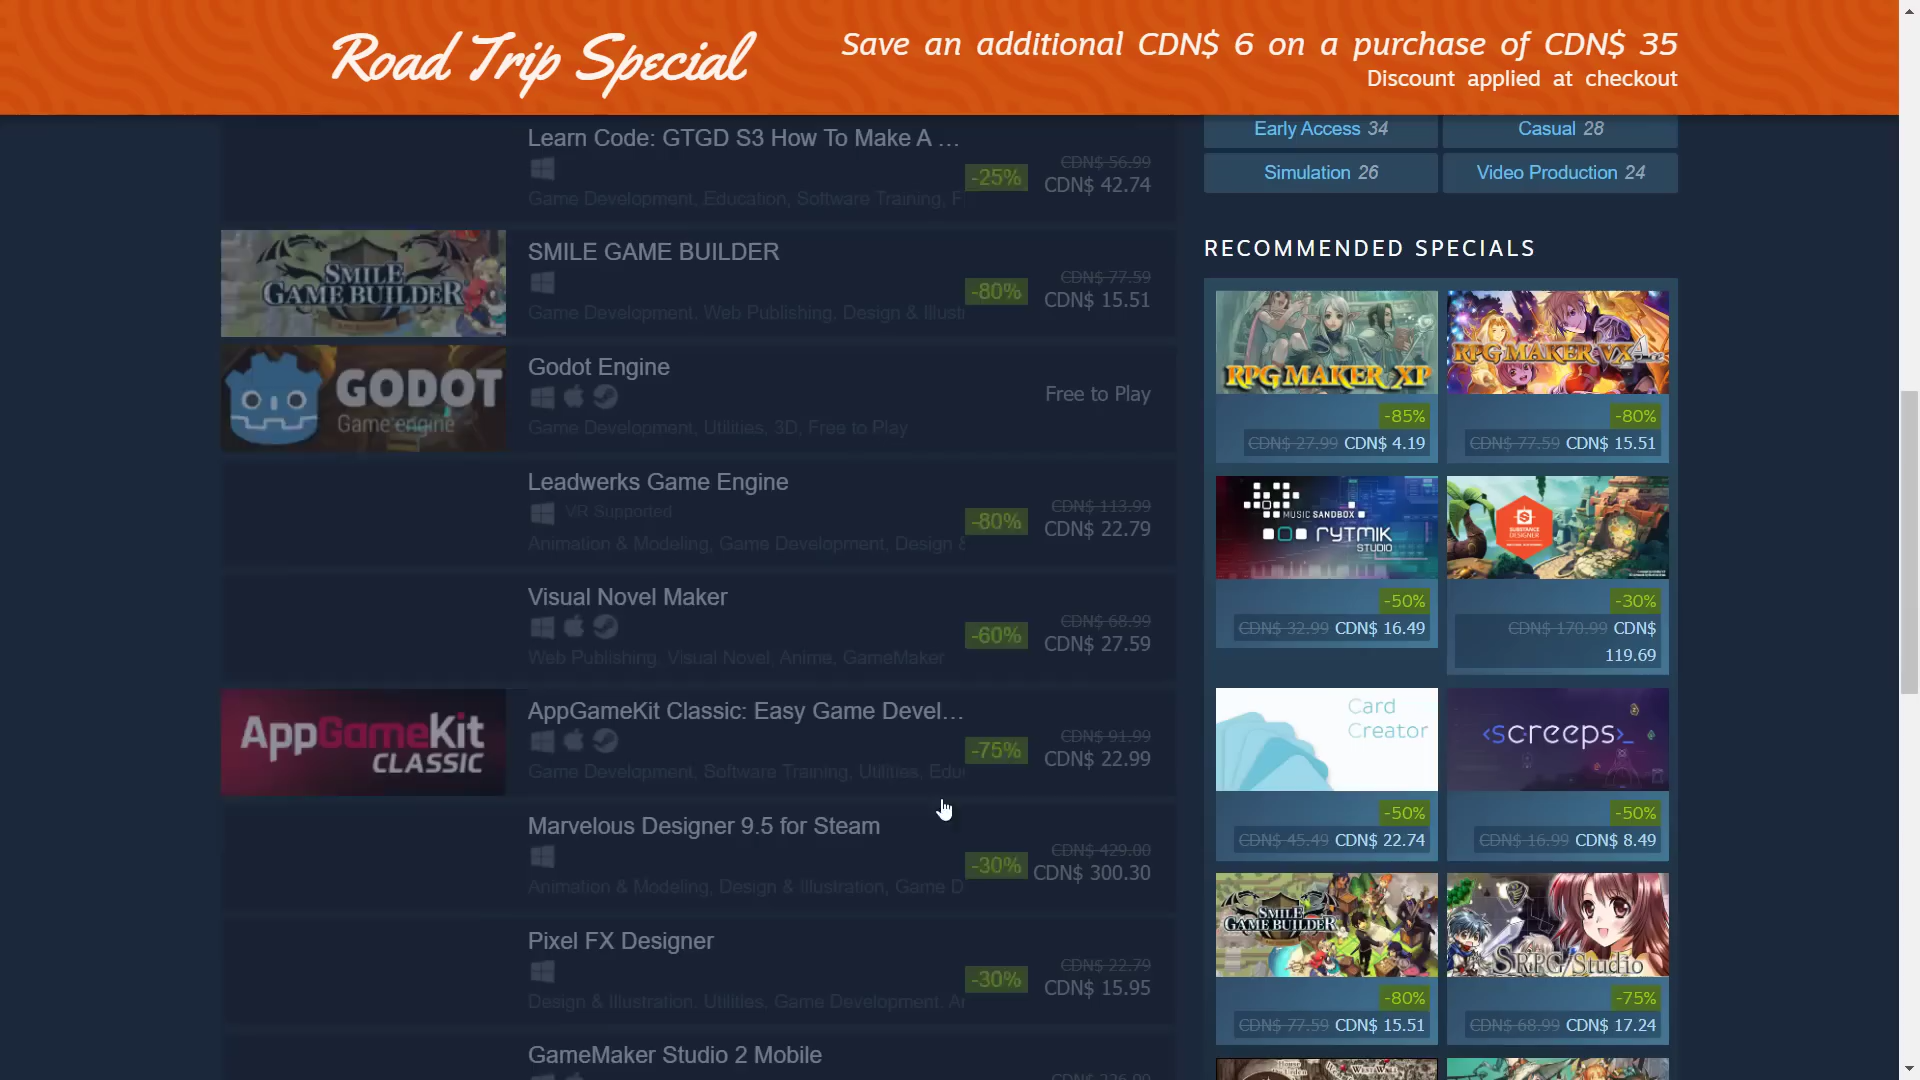 Road Trip Special
Save an additional CDN$ 6 on a purchase of CDN$ 35
Discount applied at checkout
Learn Code: GTGD S3 How To Make A ...
-25%
CDN$ 56.99
CDN$ 42.74
Game Development, Education, Software Training, F
SMILE GAME BUILDER
SMILE GAME BUILDER
-80%
CDN$ 77.59
CDN$ 15.51
Game Development, Web Publishing, Design & Illustr
GODOT
Game engine
Godot Engine
Free to Play
Game Development, Utilities, 3D, Free to Play
Leadwerks Game Engine
VR Supported
-80%
CDN$ 113.99
CDN$ 22.79
Animation & Modeling, Game Development, Design &
Visual Novel Maker
-60%
CDN$ 68.99
CDN$ 27.59
Web Publishing, Visual Novel, Anime, GameMaker
AppGameKit
CLASSIC
AppGameKit Classic: Easy Game Devel...
-75%
CDN$ 91.99
CDN$ 22.99
Game Development, Software Training, Utilities, Edu
Marvelous Designer 9.5 for Steam
-30%
CDN$ 429.00
CDN$ 300.30
Animation & Modeling, Design & Illustration, Game D
Pixel FX Designer
-30%
CDN$ 22.79
CDN$ 15.95
Design & Illustration, Utilities, Game Development, A
GameMaker Studio 2 Mobile
Early Access 34
Casual 28
Simulation 26
Video Production 24
RECOMMENDED SPECIALS
RPG MAKER XP
-85%
CDN$ 27.99 CDN$ 4.19
RPG MAKER VX Ace
-80%
CDN$ 77.59 CDN$ 15.51
MUSIC SANDBOX
RYTMIK
STUDIO
-50%
CDN$ 32.99 CDN$ 16.49
SUBSTANCE
DESIGNER
-30%
CDN$ 170.99 CDN$
119.69
Card
Creator
-50%
CDN$ 45.49 CDN$ 22.74
<screeps>_
-50%
CDN$ 16.99 CDN$ 8.49
SMILE
GAME BUILDER
-80%
CDN$ 77.59 CDN$ 15.51
SRPG Studio
-75%
CDN$ 68.99 CDN$ 17.24